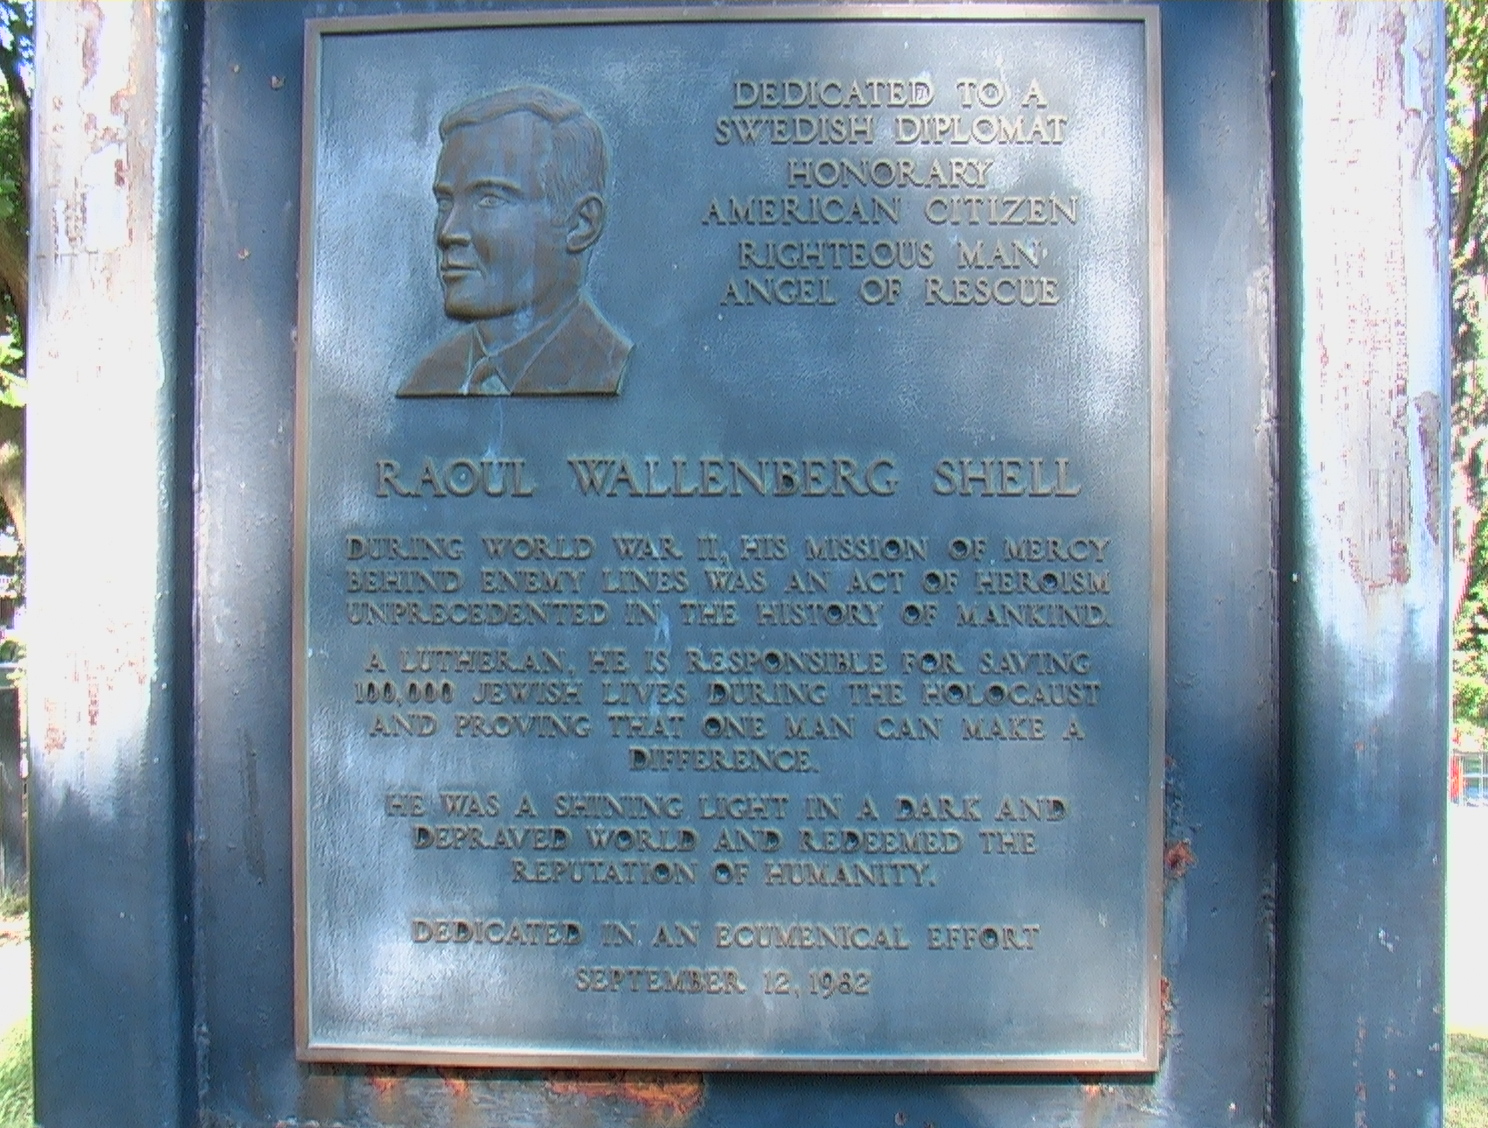 DEDICATED TO A
SWEDISH DIPLOMAT
HONORARY
AMERICAN CITIZEN
RIGHTEOUS MAN
ANGEL OF RESCUE
RAOUL WALLENBERG SHELL
DURING WORLD WAR II, HIS MISSION OF MERCY
BEHIND ENEMY LINES WAS AN ACT OF HEROISM
UNPRECEDENTED IN THE HISTORY OF MANKIND.
A LUTHERAN, HE IS RESPONSIBLE FOR SAVING
100,000 JEWISH LIVES DURING THE HOLOCAUST
AND PROVING THAT ONE MAN CAN MAKE A
DIFFERENCE.
HE WAS A SHINING LIGHT IN A DARK AND
DEPRAVED WORLD AND REDEEMED THE
REPUTATION OF HUMANITY.
DEDICATED IN AN ECUMENICAL EFFORT
SEPTEMBER 12, 1982